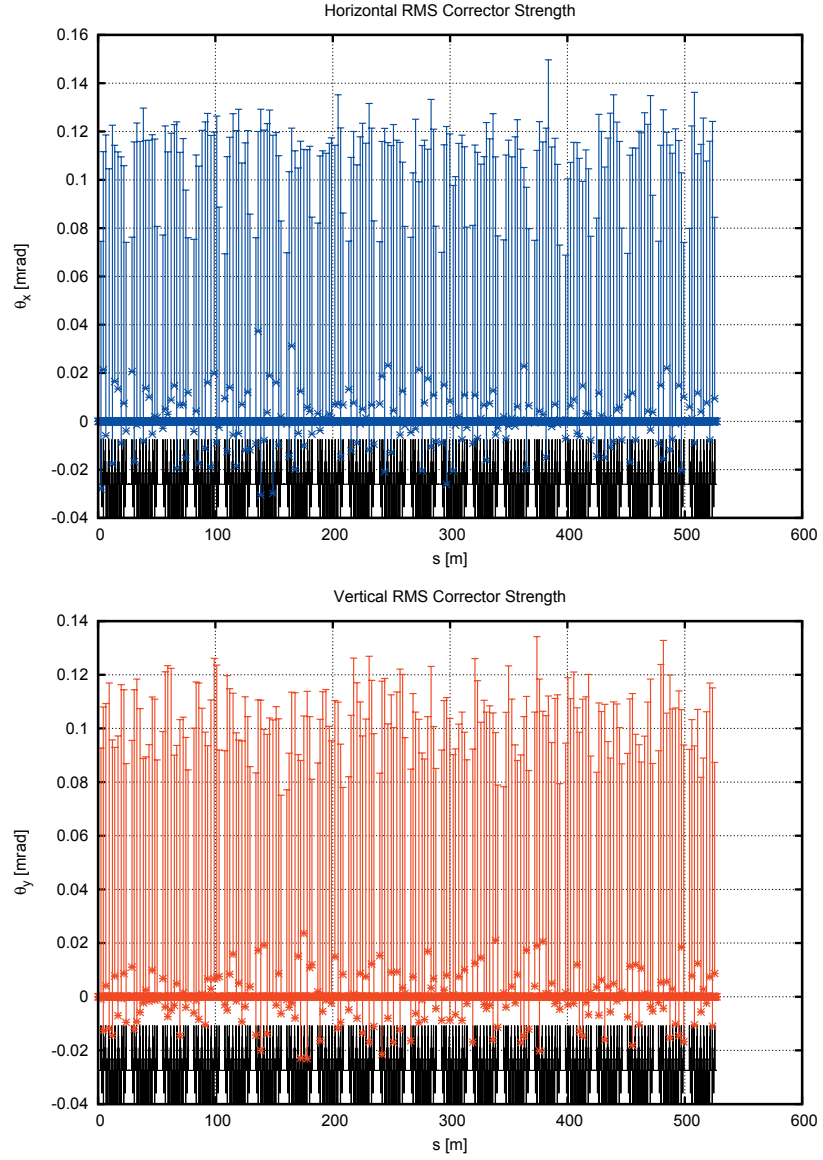 Horizontal RMS Corrector Strength
0.16
0.14
0.12
0.1
0.08
0.06
0.04
0.02
0
-0.02
-0.04
θx [mrad]
0 100 200 300 400 500 600
s [m]
Vertical RMS Corrector Strength
0.14
0.12
0.1
0.08
0.06
0.04
0.02
0
-0.02
-0.04
θy [mrad]
0 100 200 300 400 500 600
s [m]